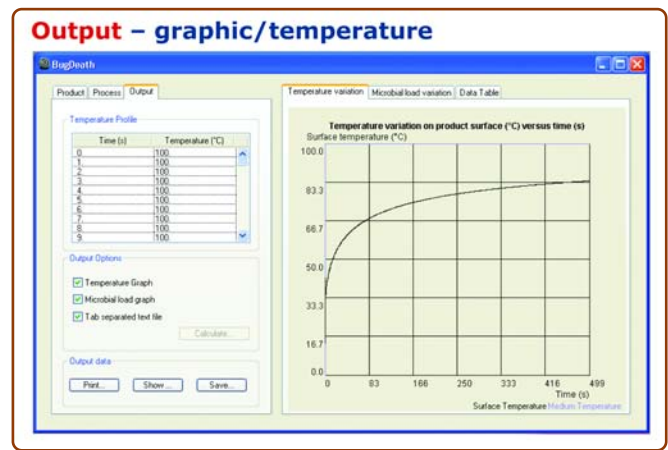 Output – graphic/temperature
BugDeath
Product Process Output
Temperature Profile
Time (s) Temperature (°C)
0. 100.
1. 100.
2. 100.
3. 100.
4. 100.
5. 100.
6. 100.
7. 100.
8. 100.
9. 100.
Output Options
Temperature Graph
Microbial load graph
Tab separated text file
Calculate...
Output data
Print... Show ... Save...
Temperature variation Microbial load variation Data Table
Temperature variation on product surface (°C) versus time (s)
Surface temperature (°C)
100.0
83.3
66.7
50.0
33.3
16.7
0.0
0 83 166 250 333 416 499
Time (s)
Surface Temperature Medium Temperature